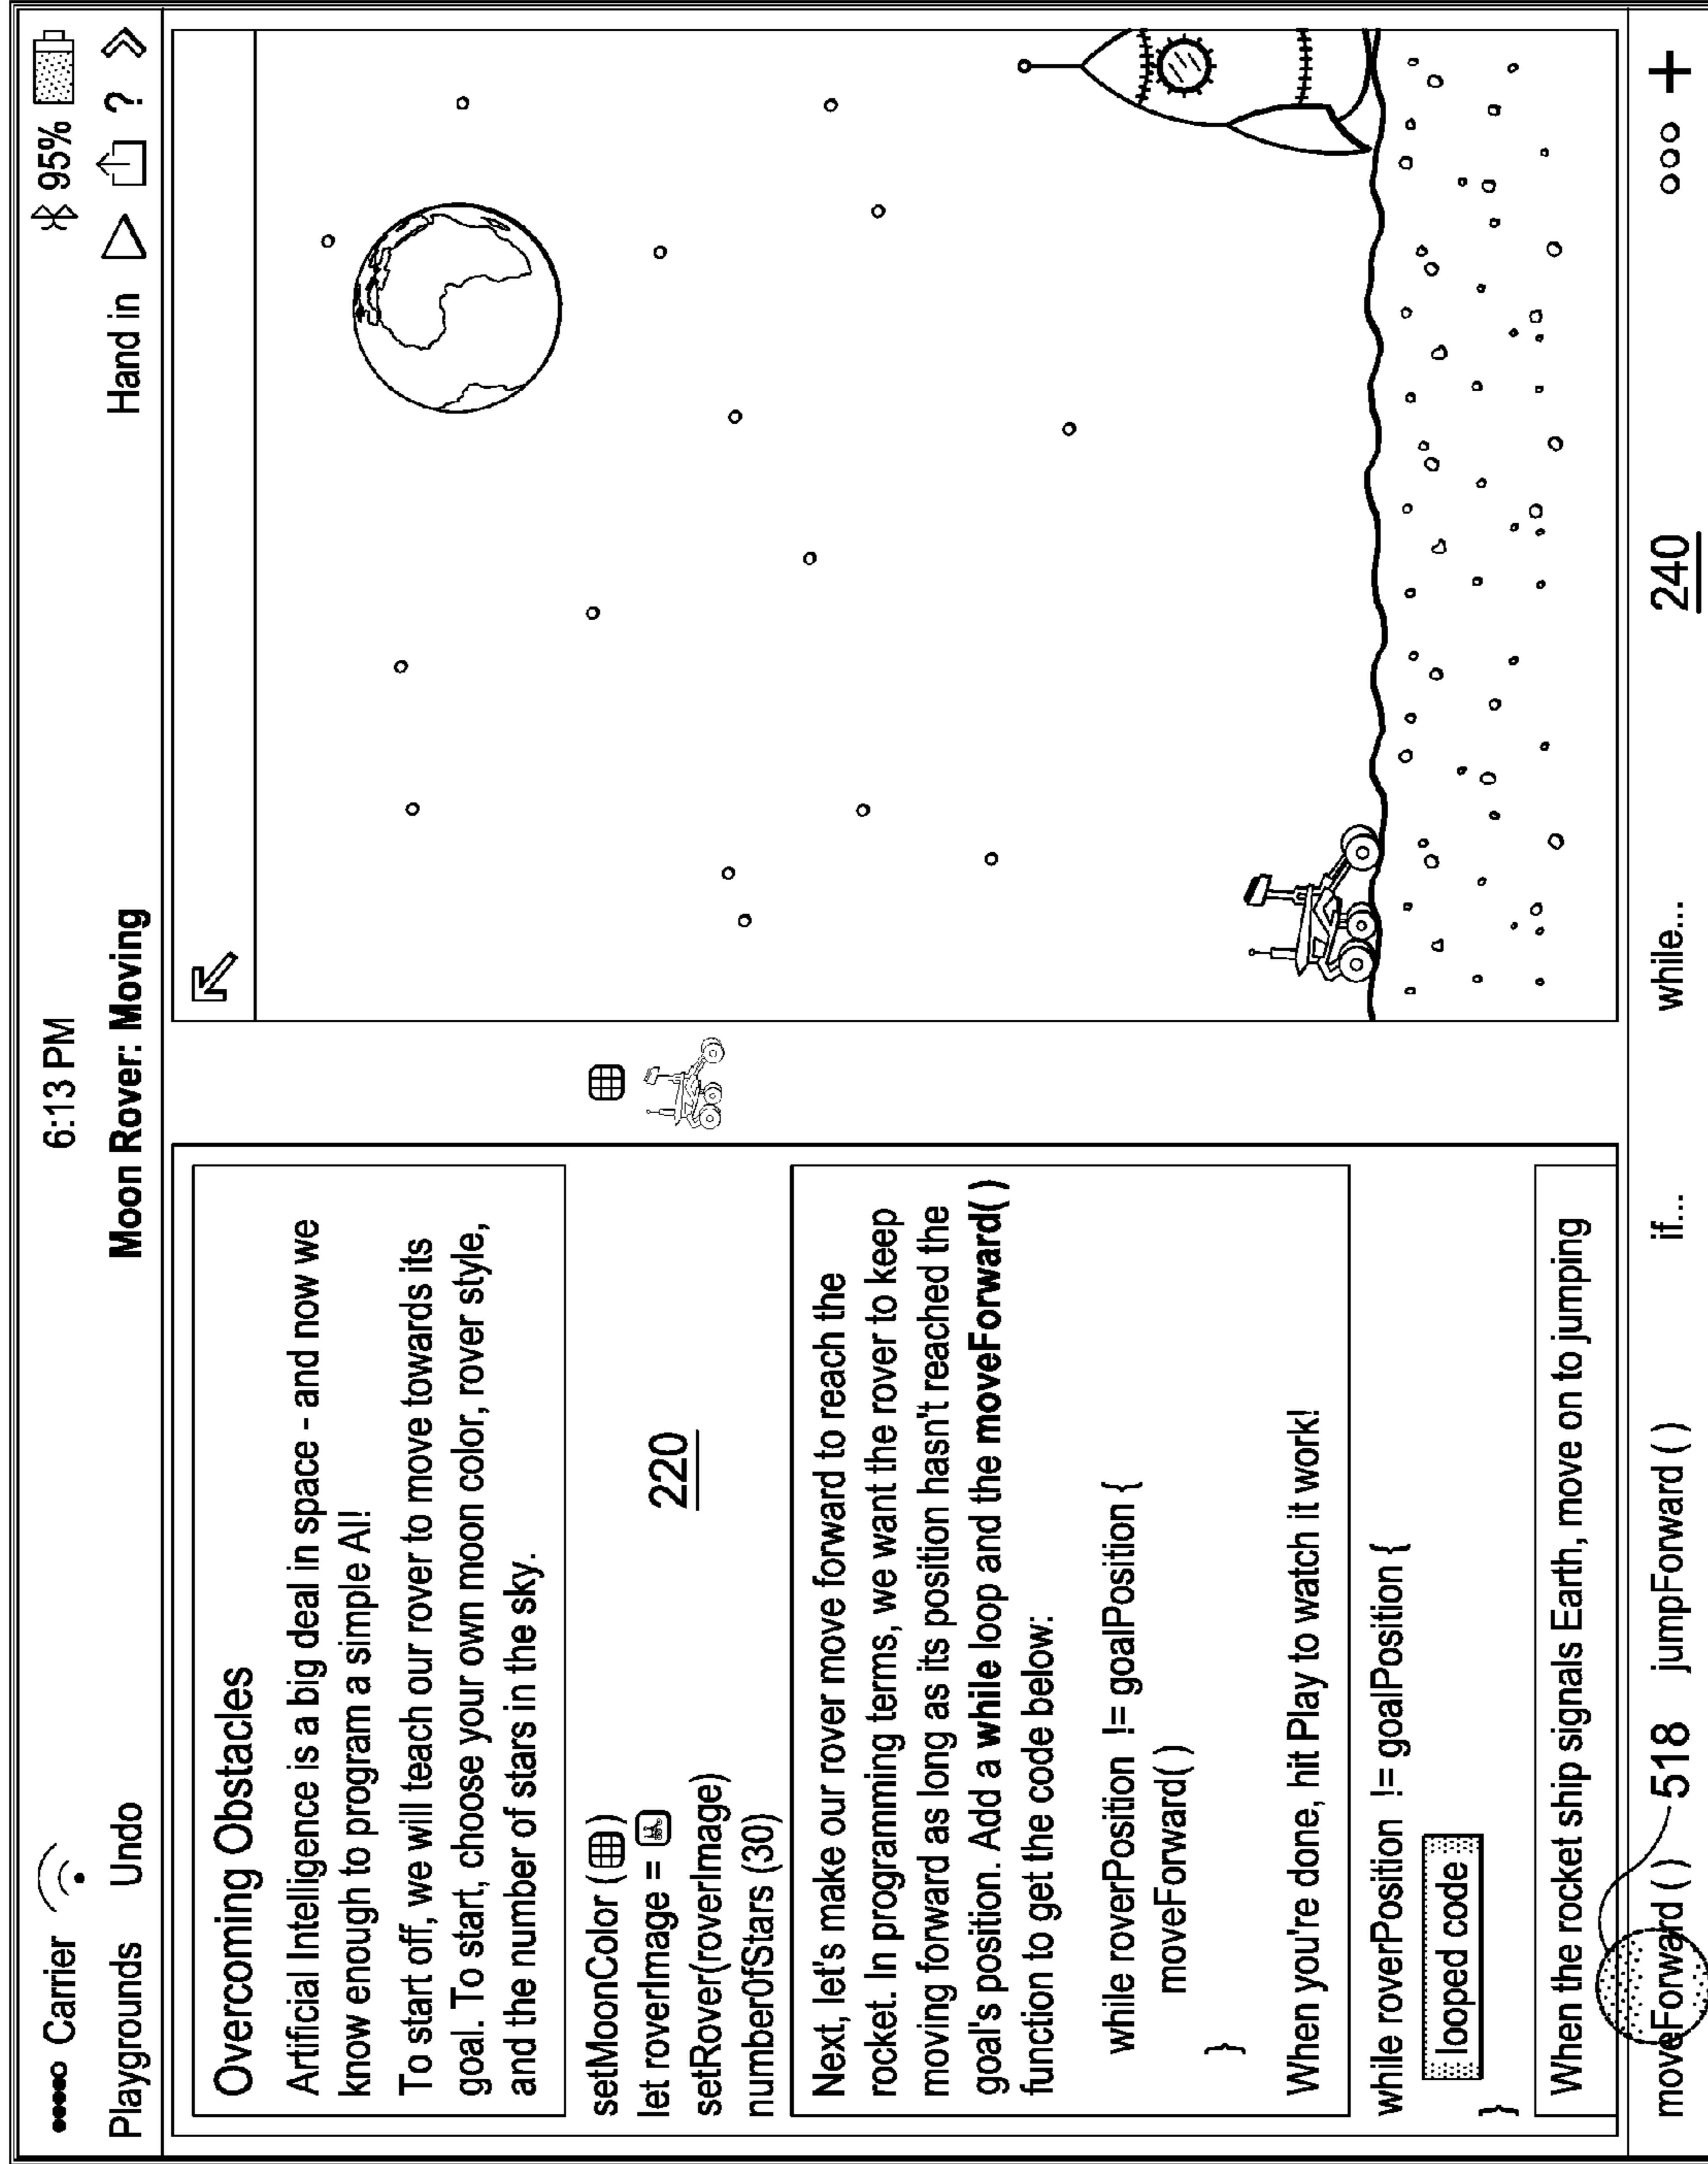 Carrier 6:13 PM 95%
Playgrounds Undo Moon Rover: Moving Hand in ?
Overcoming Obstacles
Artificial Intelligence is a big deal in space - and now we
know enough to program a simple AI!
To start off, we will teach our rover to move towards its
goal. To start, choose your own moon color, rover style,
and the number of stars in the sky.
setMoonColor ( )
let roverImage =
setRover(roverImage)
number0fStars (30)
220
Next, let's make our rover move forward to reach the
rocket. In programming terms, we want the rover to keep
moving forward as long as its position hasn't reached the
goal's position. Add a while loop and the moveForward( )
function to get the code below:
while roverPosition != goalPosition {
moveForward( )
}
When you're done, hit Play to watch it work!
while roverPosition != goalPosition {
looped code
}
When the rocket ship signals Earth, move on to jumping
moveForward ( ) 518 jumpForward ( ) if... while... 240 +